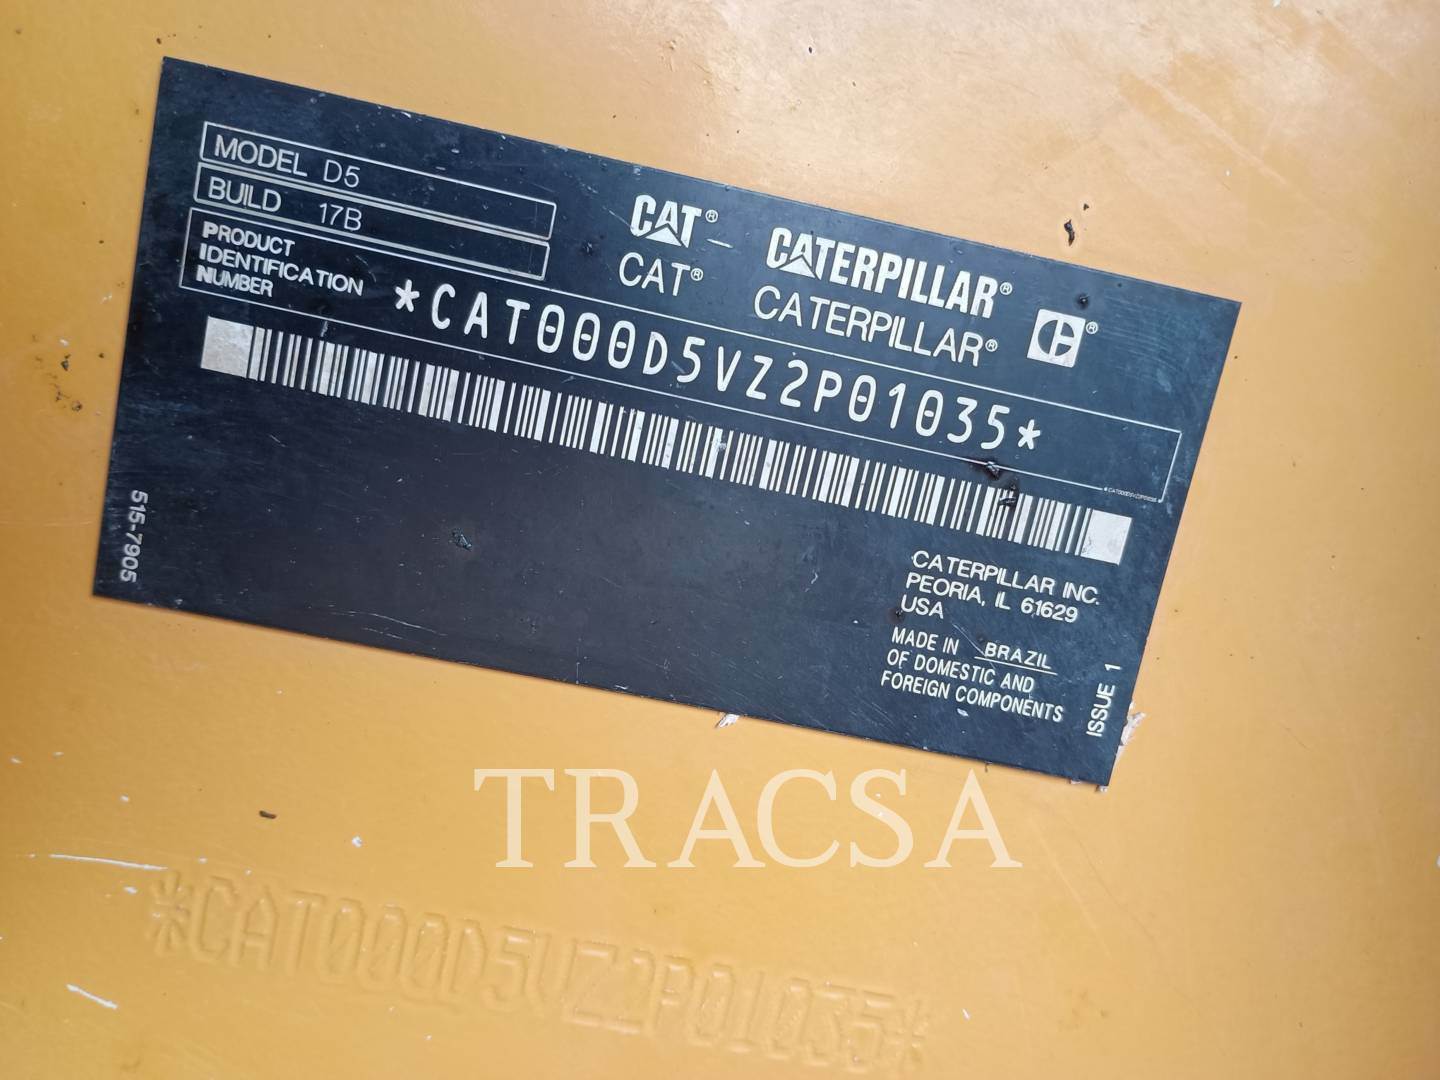 MODEL D5
BUILD 17B
PRODUCT
IDENTIFICATION
NUMBER
*CAT000D5VZ2P01035*
CAT®
CAT®
CATERPILLAR®
CATERPILLAR®
®
*CAT000D5VZ2P01035
515-7905
CATERPILLAR INC.
PEORIA, IL 61629
USA
MADE IN BRAZIL
OF DOMESTIC AND
FOREIGN COMPONENTS
ISSUE 1
TRACSA
*CAT000D5VZ2P01035*